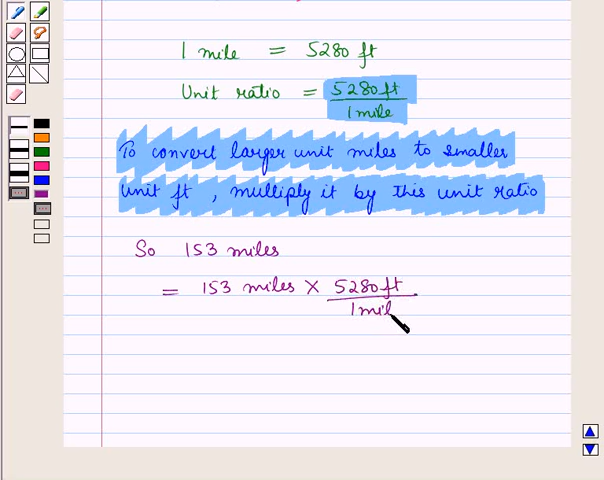 1 mile = 5280 ft
Unit ratio = 5280 ft / 1 mile
To convert larger unit miles to smaller
unit ft, multiply it by this unit ratio
So 153 miles
= 153 miles × 5280 ft / 1 mil